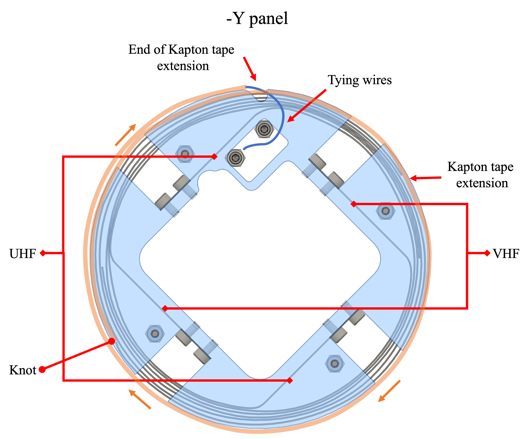 -Y panel
End of Kapton tape
extension
Tying wires
Kapton tape
extension
UHF
VHF
Knot